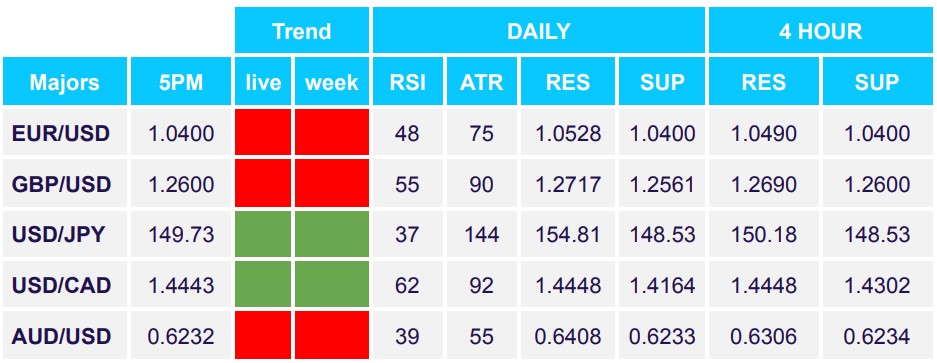 Trend DAILY 4 HOUR
Majors 5PM live week RSI ATR RES SUP RES SUP
EUR/USD 1.0400 48 75 1.0528 1.0400 1.0490 1.0400
GBP/USD 1.2600 55 90 1.2717 1.2561 1.2690 1.2600
USD/JPY 149.73 37 144 154.81 148.53 150.18 148.53
USD/CAD 1.4443 62 92 1.4448 1.4164 1.4448 1.4302
AUD/USD 0.6232 39 55 0.6408 0.6233 0.6306 0.6234